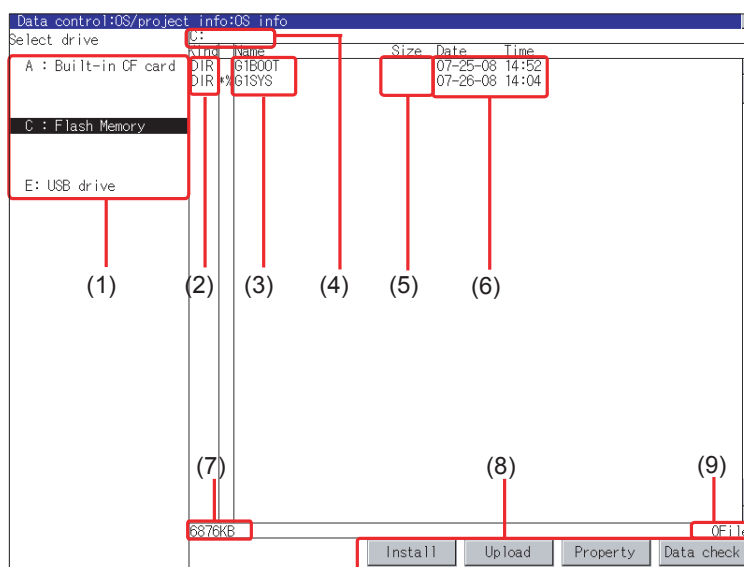 Data control:OS/project info:OS info
Select drive
C:
Kind Name Size Date Time
A : Built-in CF card
DIR G1BOOT 07-25-08 14:52
DIR *%G1SYS 07-26-08 14:04
C : Flash Memory
E: USB drive
(1) (2) (3) (4) (5) (6)
(7) (8) (9)
6876KB 0File
Install Upload Property Data check